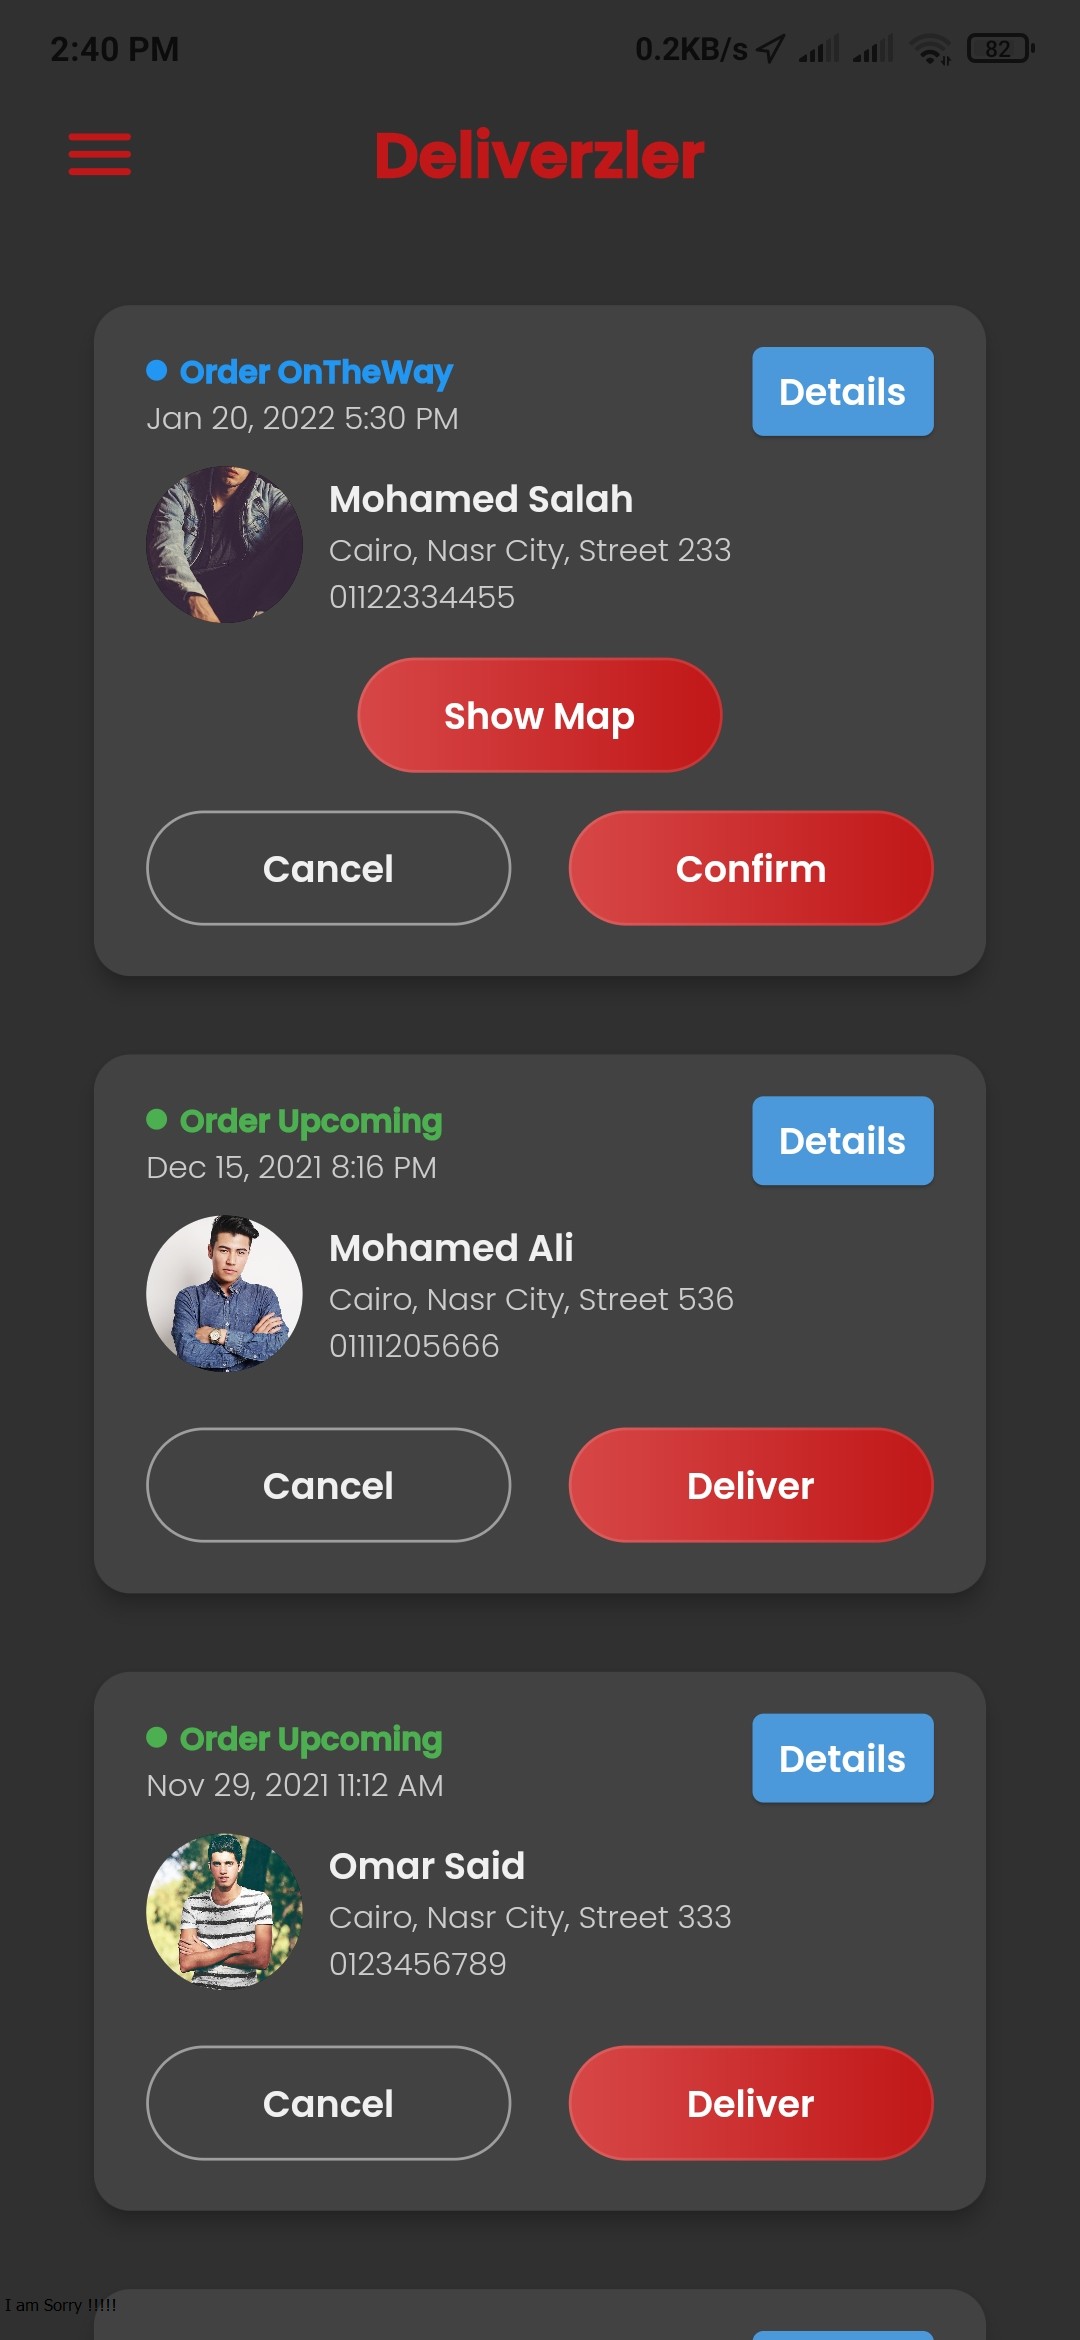 2:40 PM
0.2KB/s
82
Deliverzler
Order OnTheWay
Details
Jan 20, 2022 5:30 PM
Mohamed Salah
Cairo, Nasr City, Street 233
01122334455
Show Map
Cancel
Confirm
Order Upcoming
Details
Dec 15, 2021 8:16 PM
Mohamed Ali
Cairo, Nasr City, Street 536
01111205666
Cancel
Deliver
Order Upcoming
Details
Nov 29, 2021 11:12 AM
Omar Said
Cairo, Nasr City, Street 333
0123456789
Cancel
Deliver
I am Sorry !!!!!